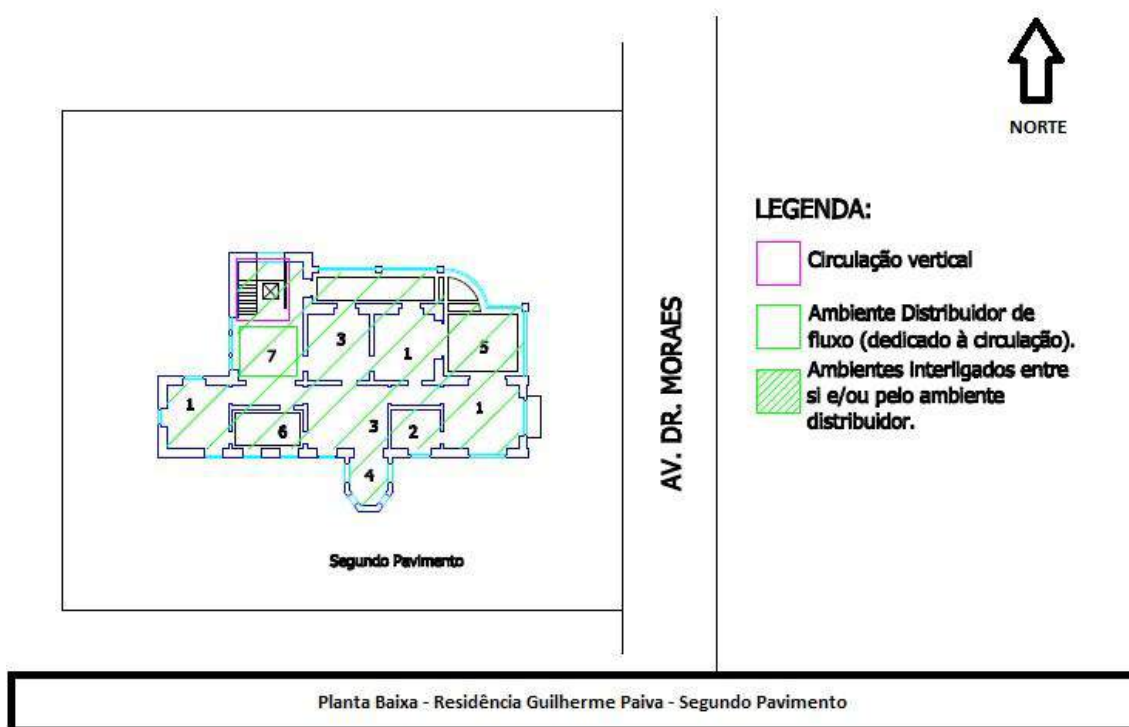 NORTE
LEGENDA:
Circulação vertical
Ambiente Distribuidor de
fluxo (dedicado à circulação).
Ambientes Interligados entre
si e/ou pelo ambiente
distribuidor.
AV. DR. MORAES
7
3
1
5
1
6
3
2
1
4
Segundo Pavimento
Planta Baixa - Residência Guilherme Paiva - Segundo Pavimento